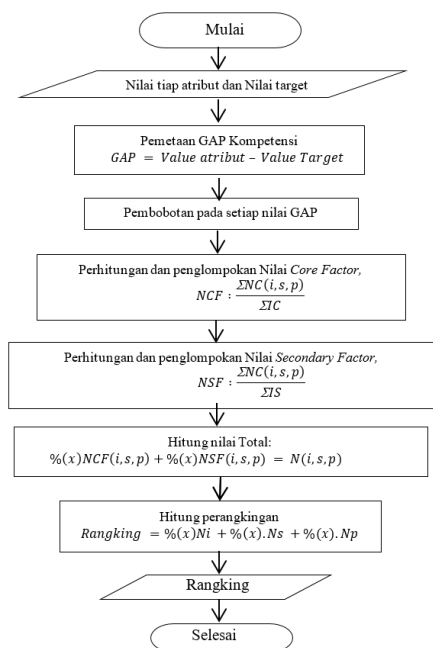 Mulai
Nilai tiap atribut dan Nilai target
Pemetaan GAP Kompetensi
GAP = Value atribut – Value Target
Pembobotan pada setiap nilai GAP
Perhitungan dan penglompokan Nilai Core Factor,
NCF : ΣNC(i, s, p) / ΣIC
Perhitungan dan penglompokan Nilai Secondary Factor,
NSF : ΣNC(i, s, p) / ΣIS
Hitung nilai Total:
%(x)NCF(i, s, p) + %(x)NSF(i, s, p) = N(i, s, p)
Hitung perangkingan
Rangking = %(x)Ni + %(x). Ns + %(x). Np
Rangking
Selesai